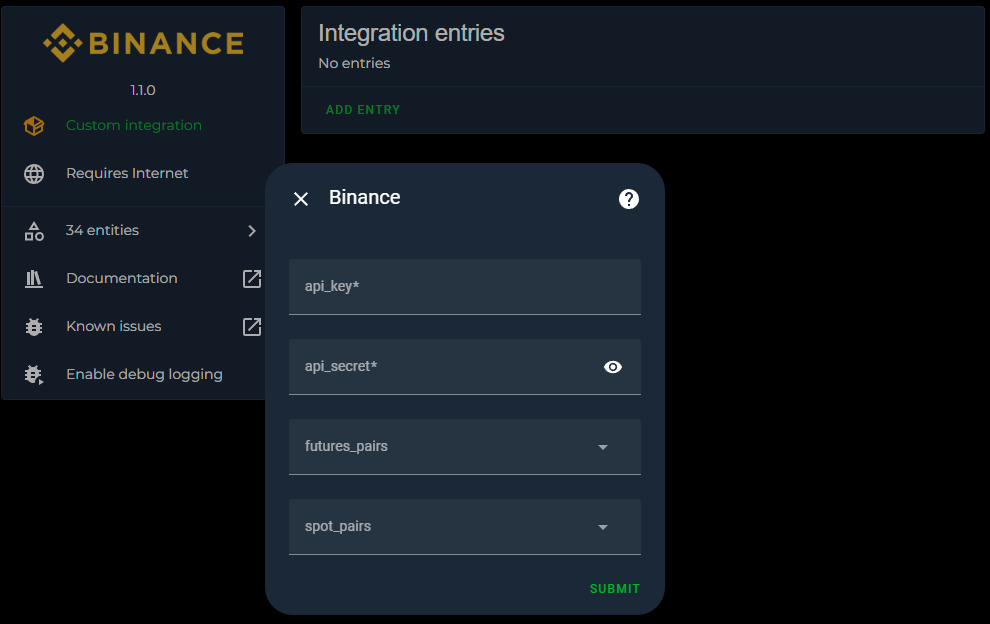 BINANCE
1.1.0
Custom integration
Requires Internet
34 entities
Documentation
Known issues
Enable debug logging
Integration entries
No entries
ADD ENTRY
Binance
?
api_key*
api_secret*
futures_pairs
spot_pairs
SUBMIT